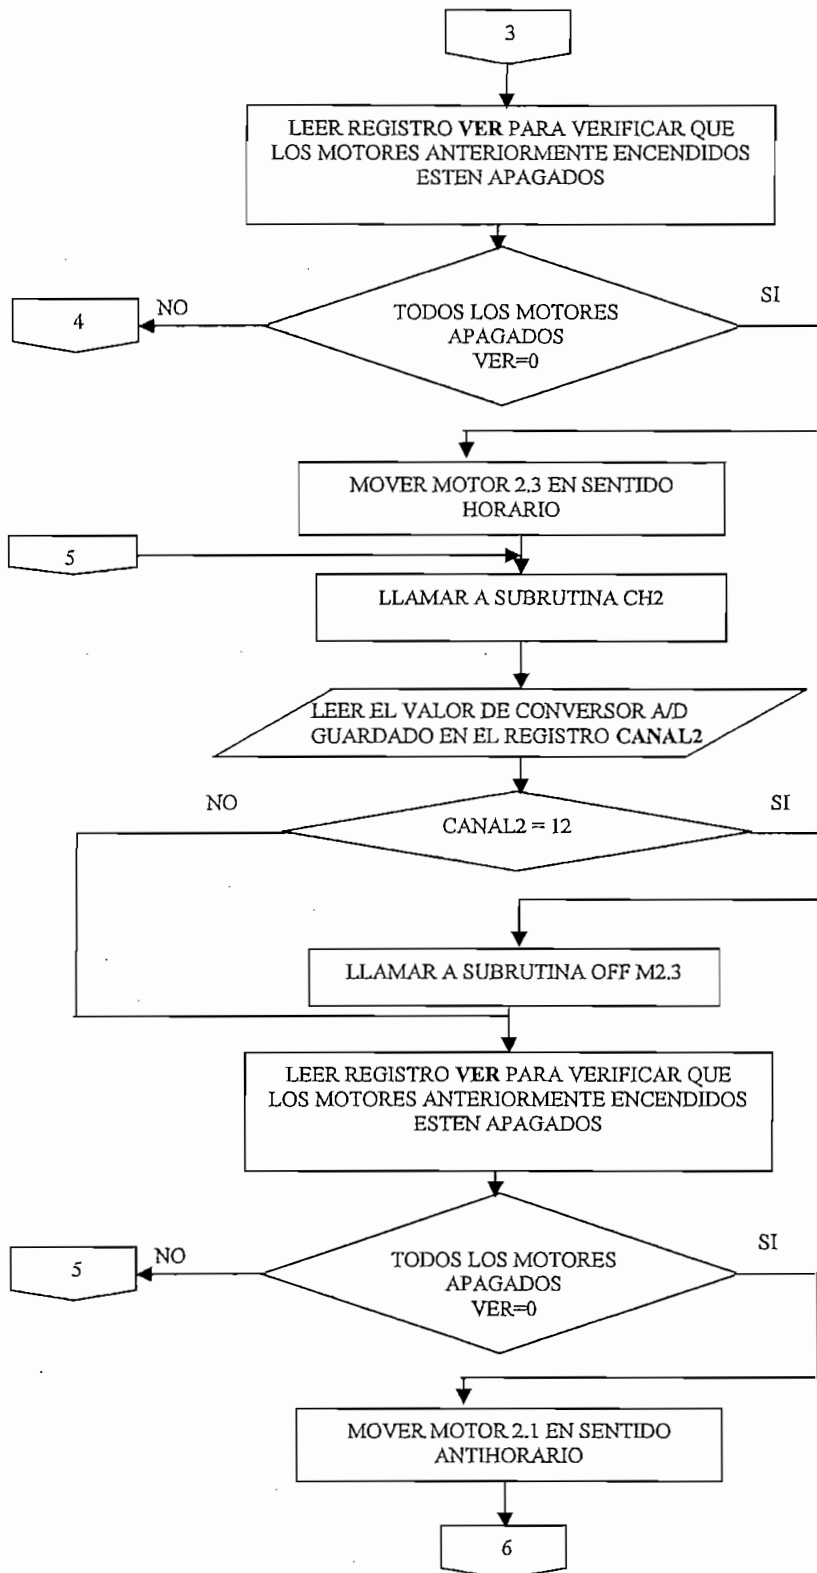 3
LEER REGISTRO VER PARA VERIFICAR QUE
LOS MOTORES ANTERIORMENTE ENCENDIDOS
ESTEN APAGADOS
NO
SI
4
TODOS LOS MOTORES
APAGADOS
VER=0
MOVER MOTOR 2.3 EN SENTIDO
HORARIO
5
LLAMAR A SUBRUTINA CH2
LEER EL VALOR DE CONVERSOR A/D
GUARDADO EN EL REGISTRO CANAL2
NO
SI
CANAL2 = 12
LLAMAR A SUBRUTINA OFF M2.3
LEER REGISTRO VER PARA VERIFICAR QUE
LOS MOTORES ANTERIORMENTE ENCENDIDOS
ESTEN APAGADOS
NO
SI
5
TODOS LOS MOTORES
APAGADOS
VER=0
MOVER MOTOR 2.1 EN SENTIDO
ANTIHORARIO
6